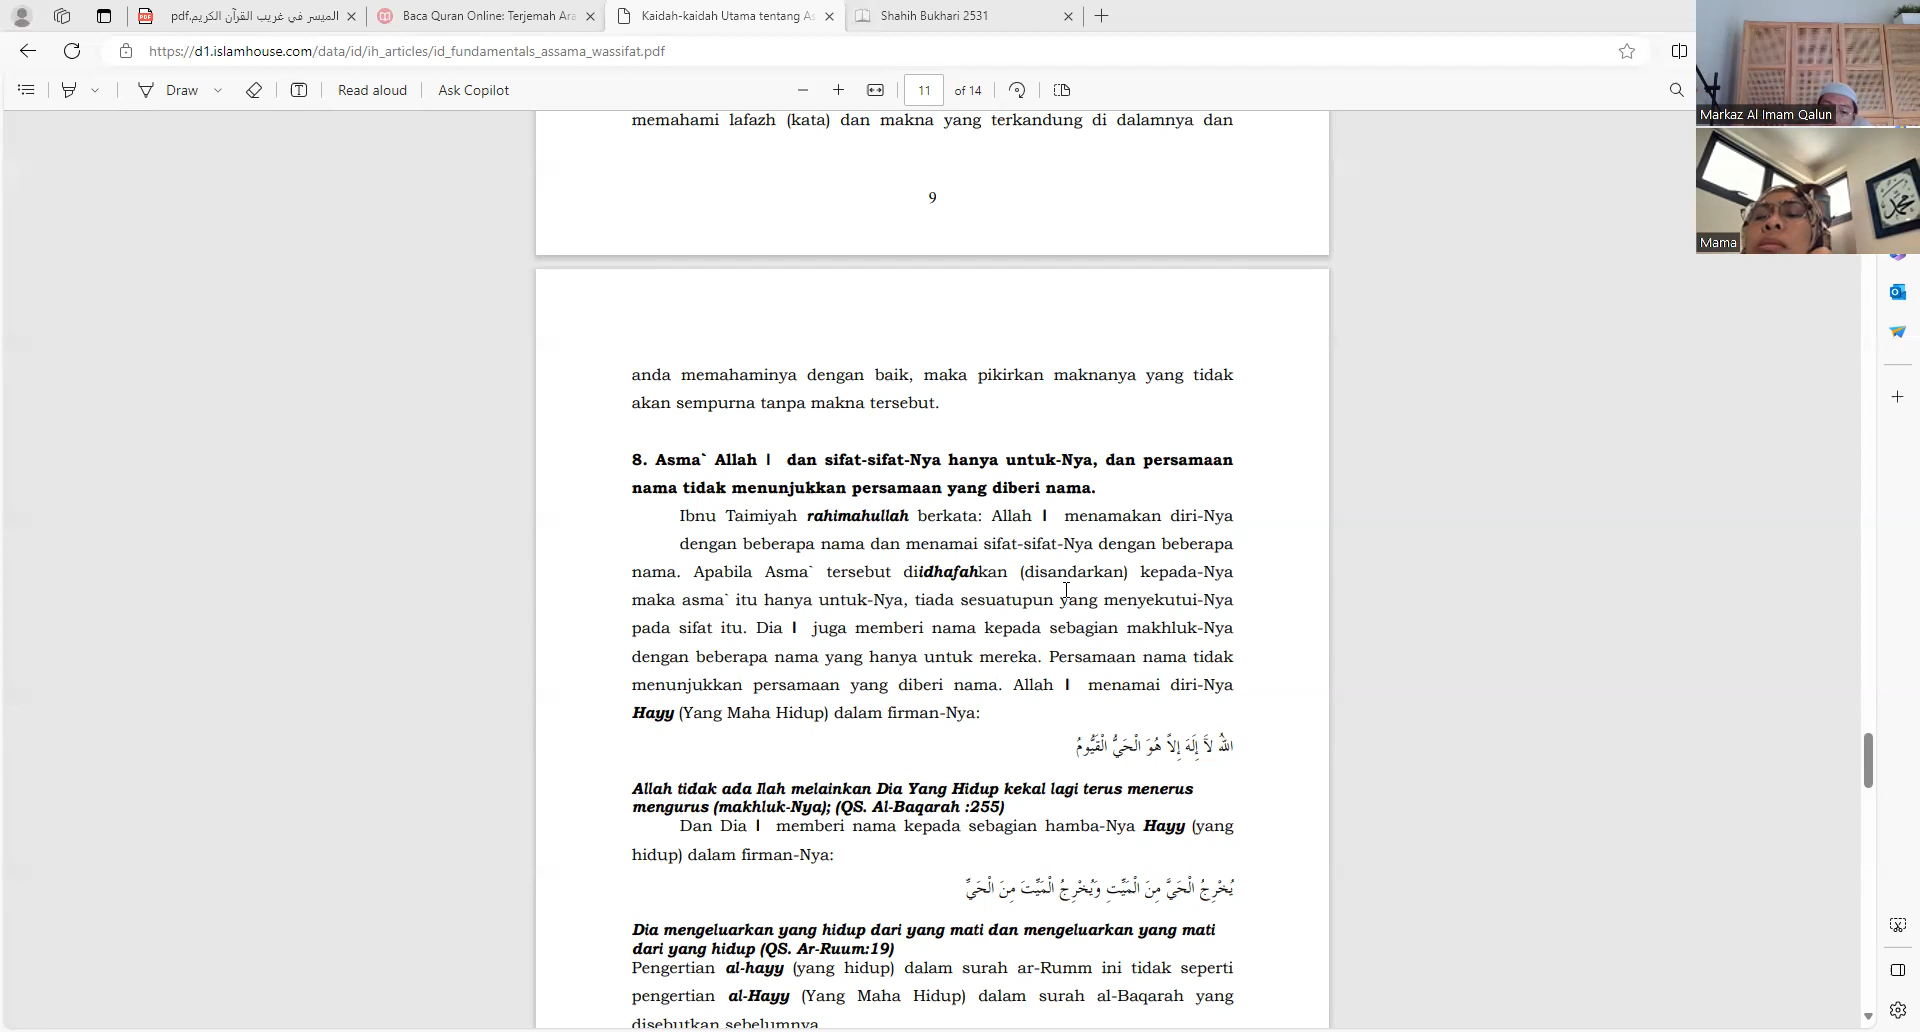 الميسر في غريب القرآن الكريم.pdf
Baca Quran Online: Terjemah Ara
Kaidah-kaidah Utama tentang As
Shahih Bukhari 2531
https://d1.islamhouse.com/data/id/ih_articles/id_fundamentals_assama_wassifat.pdf
Draw
Read aloud
Ask Copilot
11 of 14
Markaz Al Imam Qalun
Mama
memahami lafazh (kata) dan makna yang terkandung di dalamnya dan
9
anda memahaminya dengan baik, maka pikirkan maknanya yang tidak
akan sempurna tanpa makna tersebut.
8. Asma` Allah I dan sifat-sifat-Nya hanya untuk-Nya, dan persamaan
nama tidak menunjukkan persamaan yang diberi nama.
Ibnu Taimiyah rahimahullah berkata: Allah I menamakan diri-Nya
dengan beberapa nama dan menamai sifat-sifat-Nya dengan beberapa
nama. Apabila Asma` tersebut diidhafahkan (disandarkan) kepada-Nya
maka asma` itu hanya untuk-Nya, tiada sesuatupun yang menyekutui-Nya
pada sifat itu. Dia I juga memberi nama kepada sebagian makhluk-Nya
dengan beberapa nama yang hanya untuk mereka. Persamaan nama tidak
menunjukkan persamaan yang diberi nama. Allah I menamai diri-Nya
Hayy (Yang Maha Hidup) dalam firman-Nya:
اللهُ لاَ إِلَهَ إِلاَّ هُوَ الْحَيُّ الْقَيُّومُ
Allah tidak ada Ilah melainkan Dia Yang Hidup kekal lagi terus menerus
mengurus (makhluk-Nya); (QS. Al-Baqarah :255)
Dan Dia I memberi nama kepada sebagian hamba-Nya Hayy (yang
hidup) dalam firman-Nya:
يُخْرِجُ الْحَيَّ مِنَ الْمَيِّتِ وَيُخْرِجُ الْمَيِّتَ مِنَ الْحَيِّ
Dia mengeluarkan yang hidup dari yang mati dan mengeluarkan yang mati
dari yang hidup (QS. Ar-Ruum:19)
Pengertian al-hayy (yang hidup) dalam surah ar-Rumm ini tidak seperti
pengertian al-Hayy (Yang Maha Hidup) dalam surah al-Baqarah yang
disebutkan sebelumnya